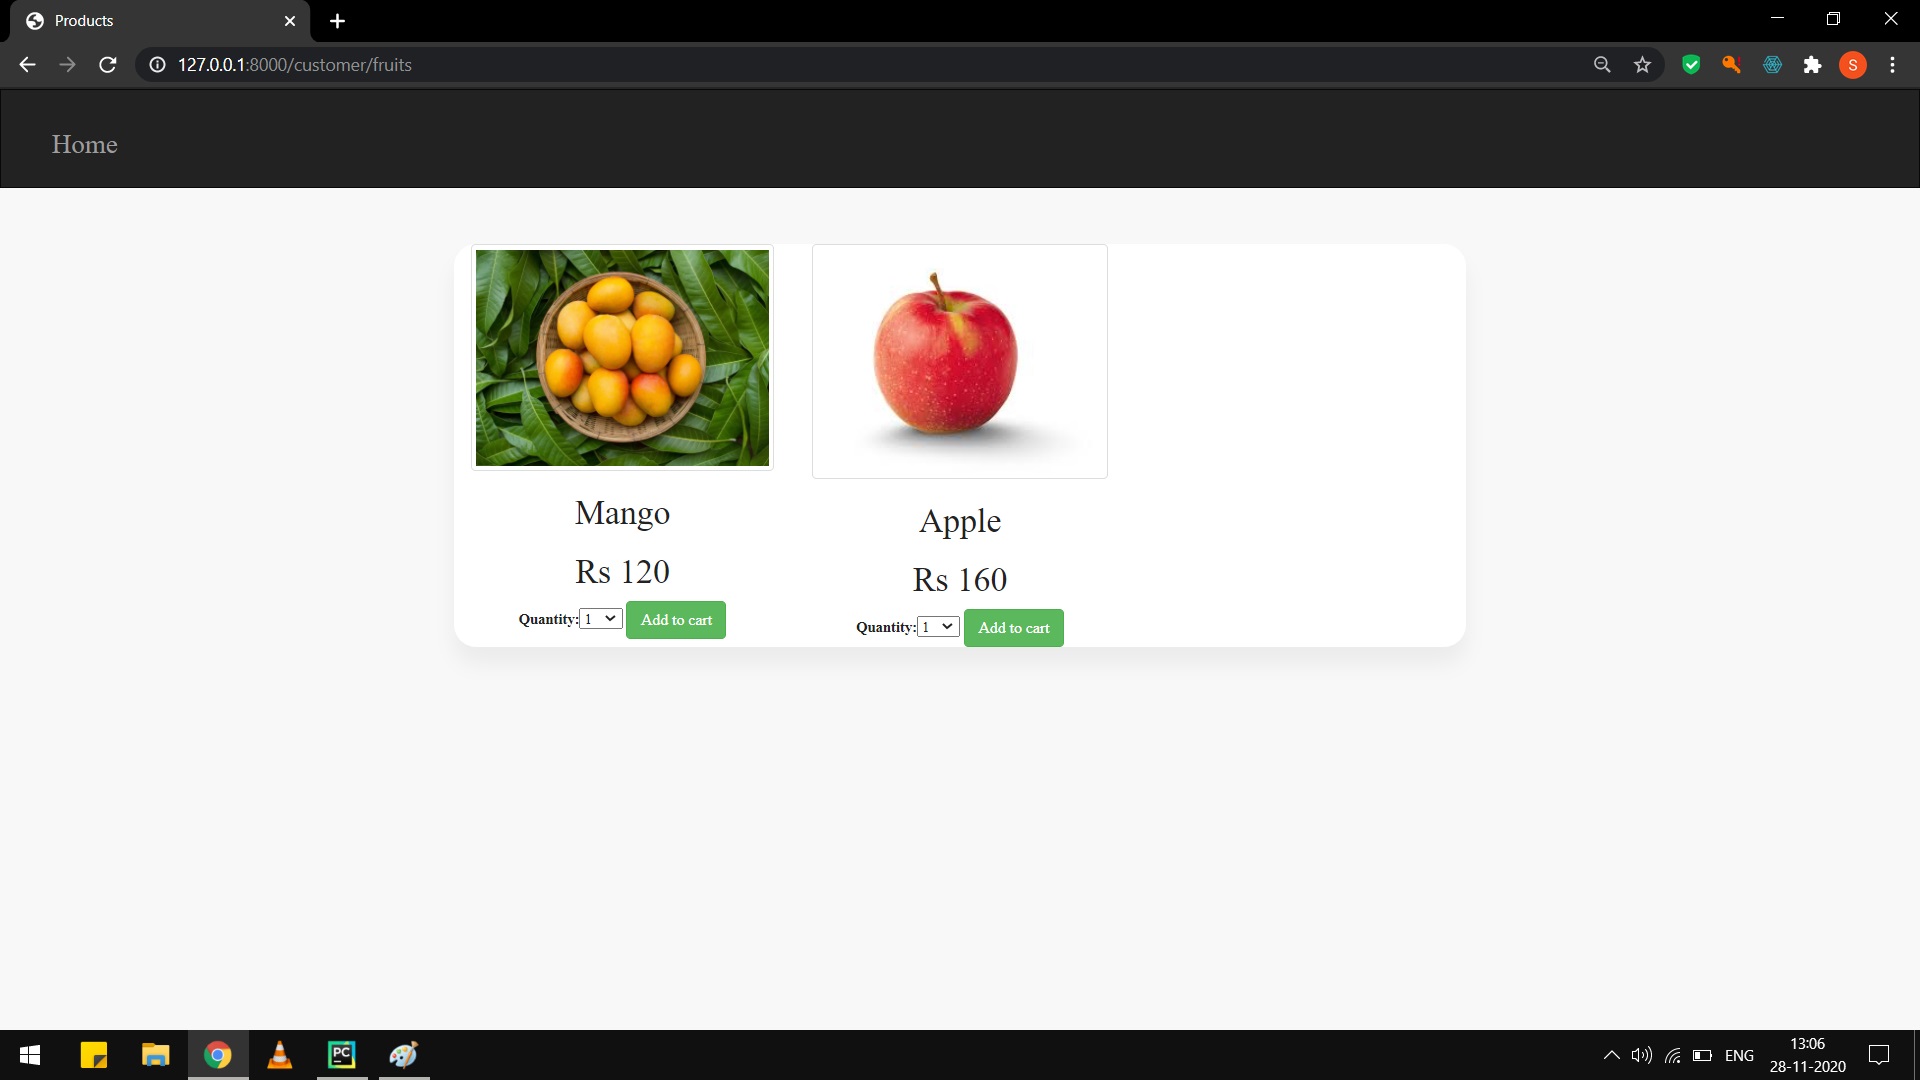 Products
127.0.0.1:8000/customer/fruits
S
Home
Mango
Rs 120
Quantity: 1 Add to cart
Apple
Rs 160
Quantity: 1 Add to cart
PC
ENG
13:06
28-11-2020